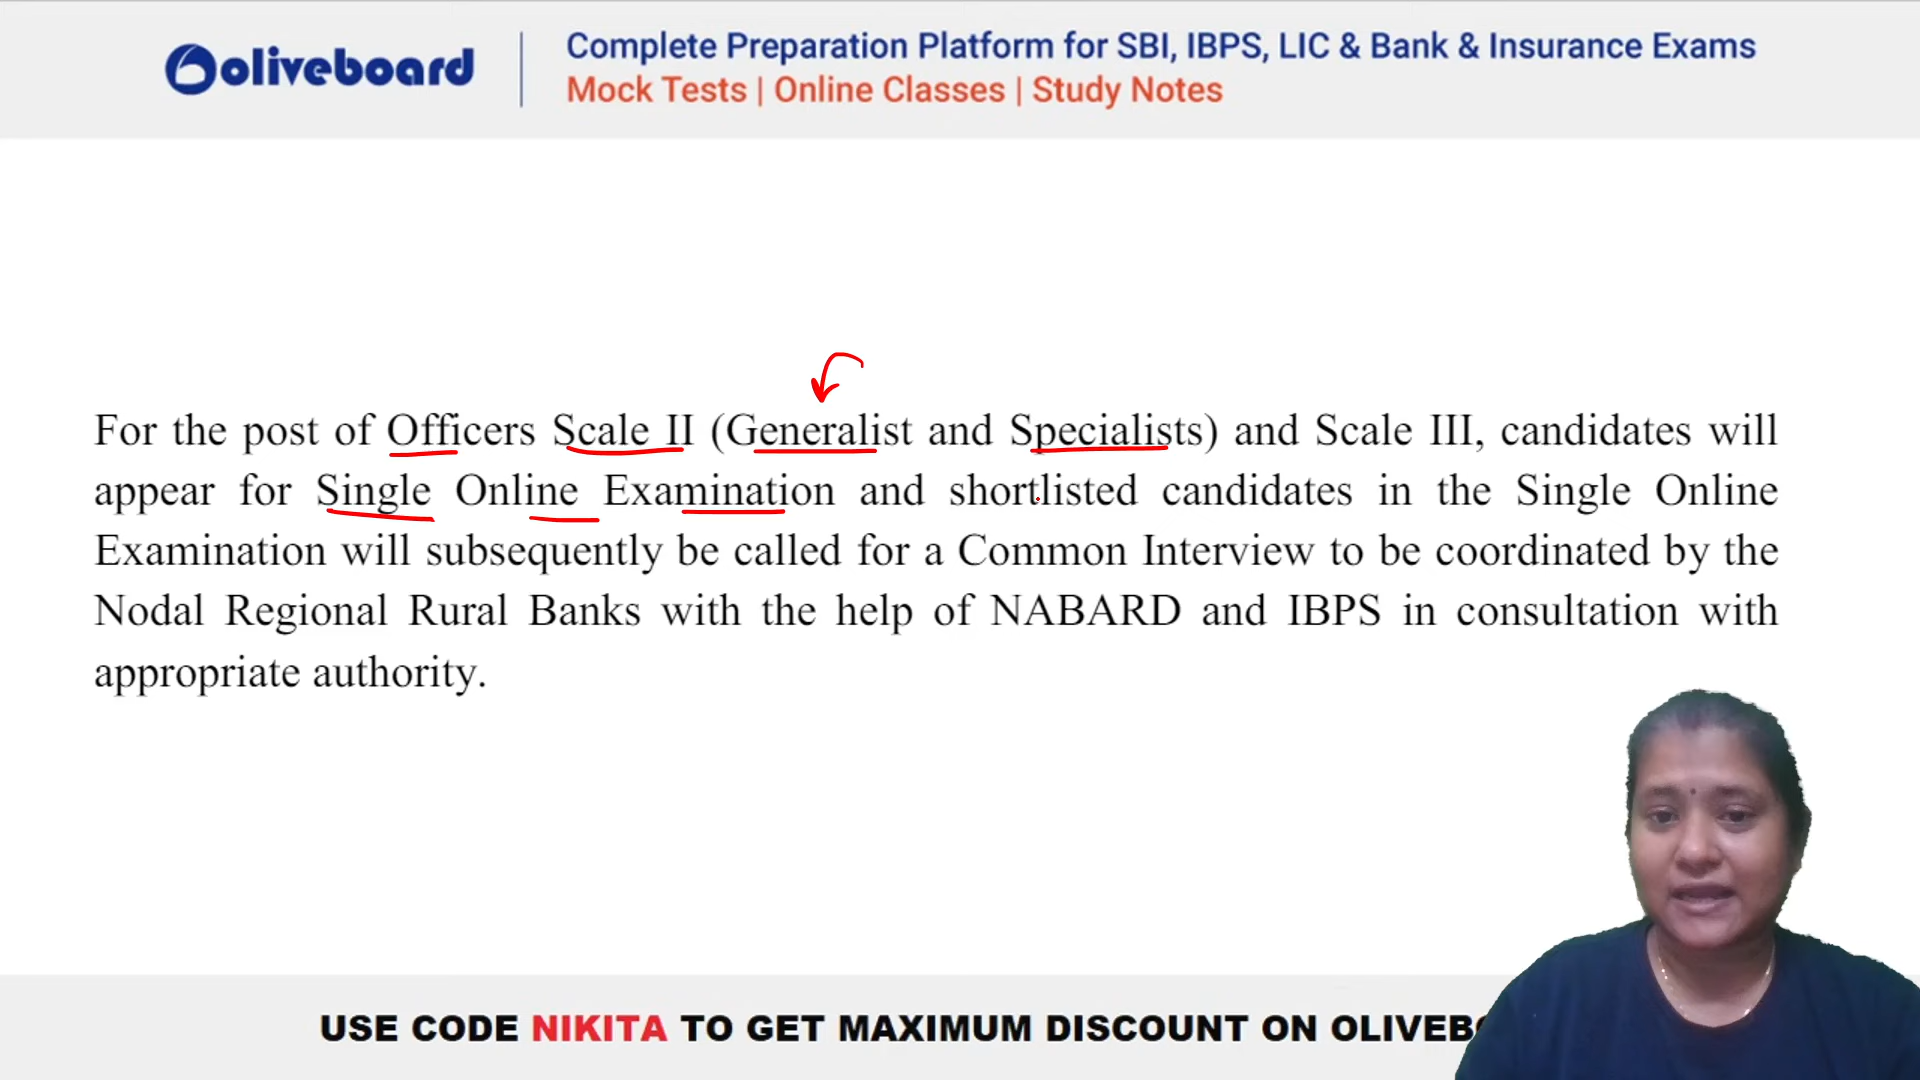 oliveboard
Complete Preparation Platform for SBI, IBPS, LIC & Bank & Insurance Exams
Mock Tests | Online Classes | Study Notes
For the post of Officers Scale II (Generalist and Specialists) and Scale III, candidates will
appear for Single Online Examination and shortlisted candidates in the Single Online
Examination will subsequently be called for a Common Interview to be coordinated by the
Nodal Regional Rural Banks with the help of NABARD and IBPS in consultation with
appropriate authority.
USE CODE NIKITA TO GET MAXIMUM DISCOUNT ON OLIVEB